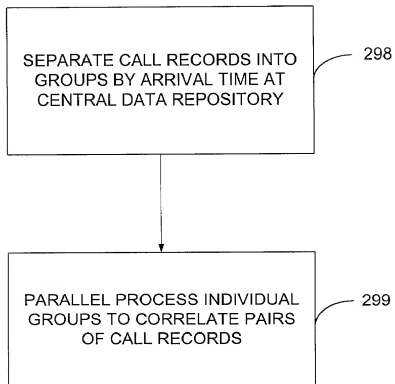 SEPARATE CALL RECORDS INTO
GROUPS BY ARRIVAL TIME AT
CENTRAL DATA REPOSITORY
298
PARALLEL PROCESS INDIVIDUAL
GROUPS TO CORRELATE PAIRS
OF CALL RECORDS
299